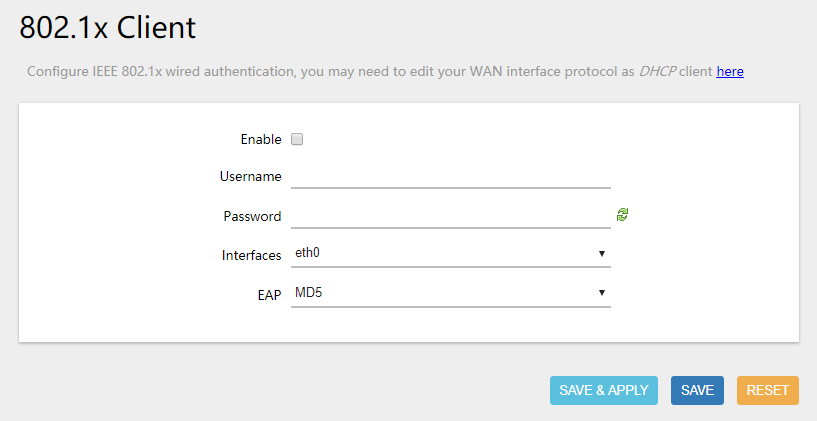 802.1x Client
Configure IEEE 802.1x wired authentication, you may need to edit your WAN interface protocol as DHCP client here
Enable
Username
Password
Interfaces eth0
EAP MD5
SAVE & APPLY SAVE RESET